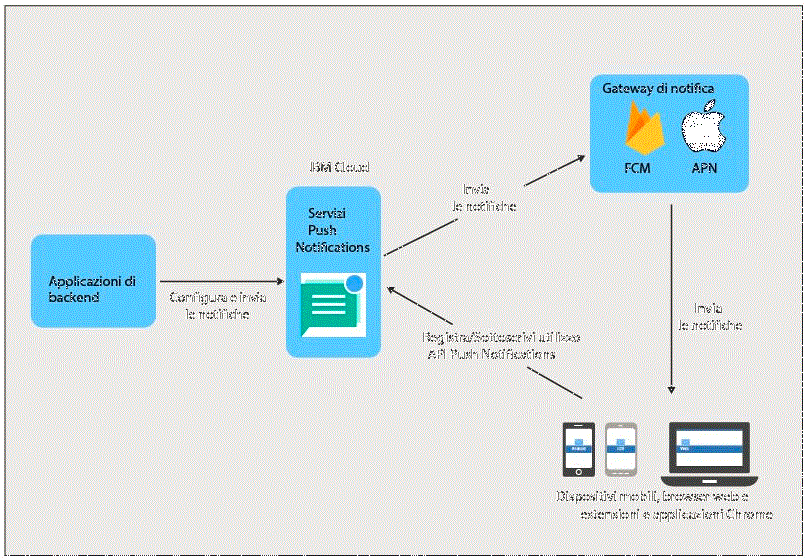 Gateway di notifica
FCM APN
IBM Cloud
Invia
le notifiche
Servizi
Push
Notifications
Applicazioni di
backend
Configura e invia
le notifiche
Invia
le notifiche
Registra/Sottoscrivi utilizzo
API Push Notifications
Dispositivi mobili, browser web e
estensioni e applicazioni Chrome